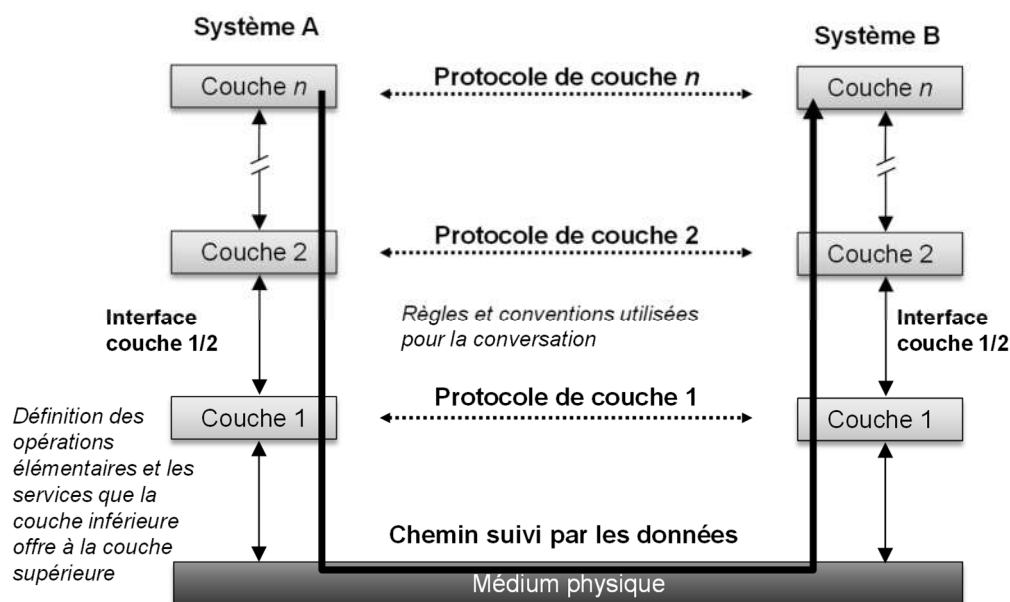 Système A
Système B
Couche n
Protocole de couche n
Couche n
Couche 2
Protocole de couche 2
Couche 2
Interface
couche 1/2
Règles et conventions utilisées
pour la conversation
Interface
couche 1/2
Couche 1
Protocole de couche 1
Couche 1
Définition des
opérations
élémentaires et les
services que la
couche inférieure
offre à la couche
supérieure
Chemin suivi par les données
Médium physique